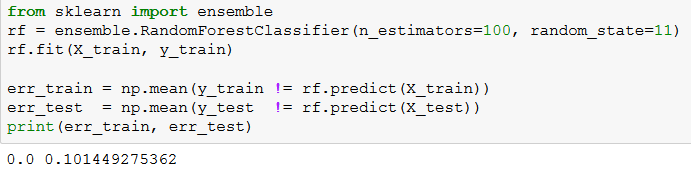 from sklearn import ensemble
rf = ensemble.RandomForestClassifier(n_estimators=100, random_state=11)
rf.fit(X_train, y_train)
err_train = np.mean(y_train != rf.predict(X_train))
err_test  = np.mean(y_test  != rf.predict(X_test))
print(err_train, err_test)
0.0 0.101449275362